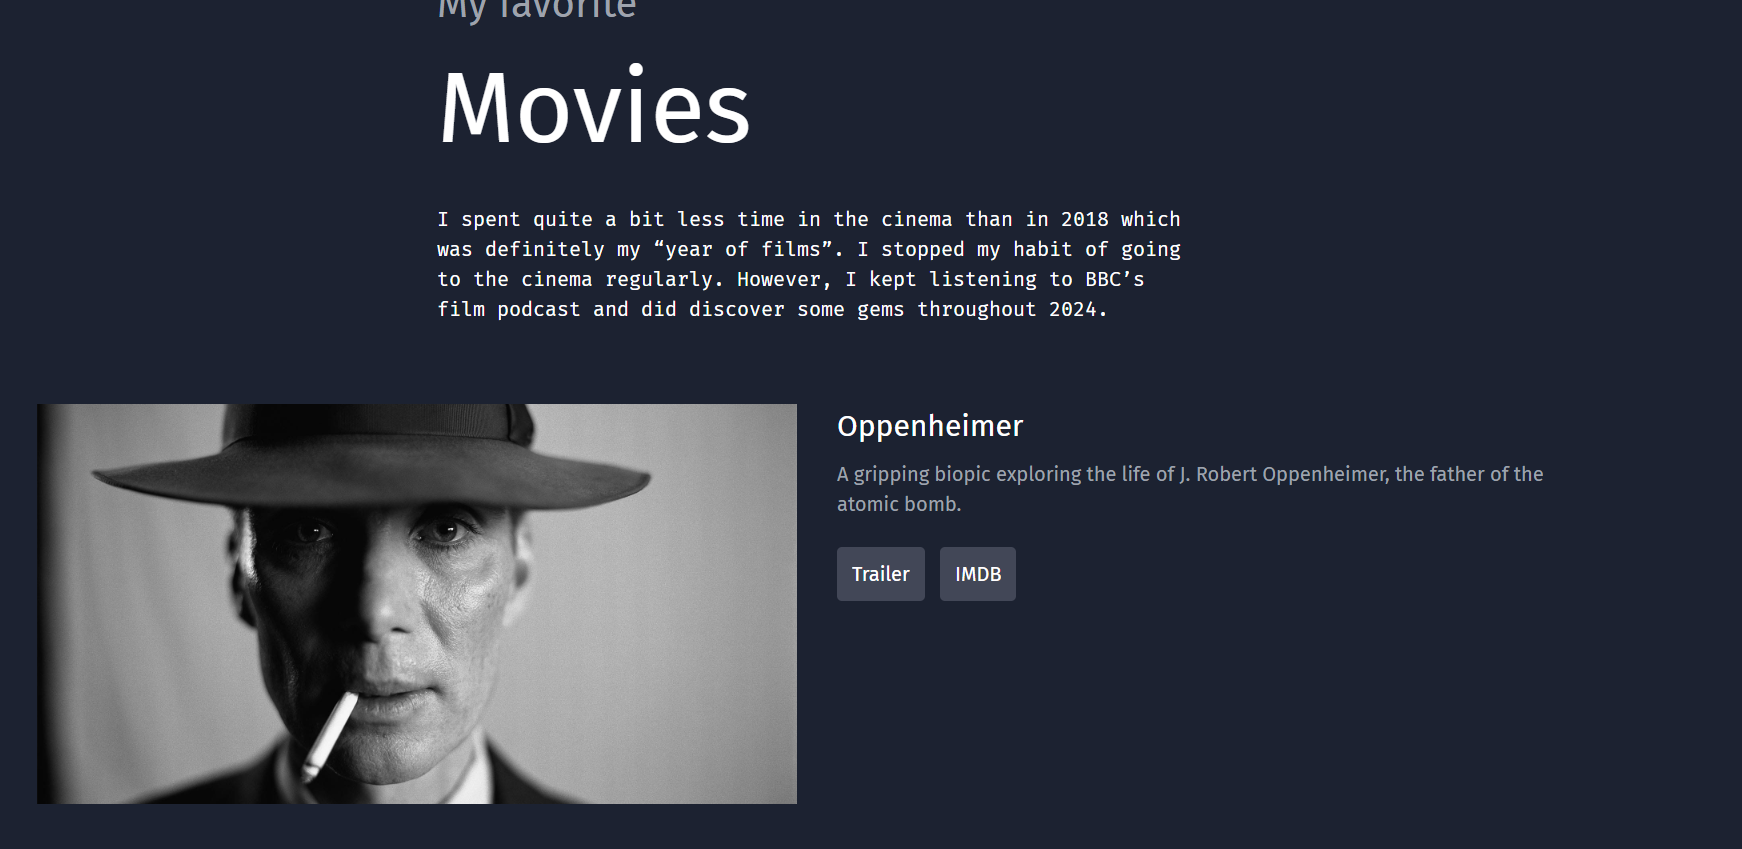 My favorite
Movies
I spent quite a bit less time in the cinema than in 2018 which
was definitely my “year of films”. I stopped my habit of going
to the cinema regularly. However, I kept listening to BBC’s
film podcast and did discover some gems throughout 2024.
Oppenheimer
A gripping biopic exploring the life of J. Robert Oppenheimer, the father of the
atomic bomb.
Trailer IMDB